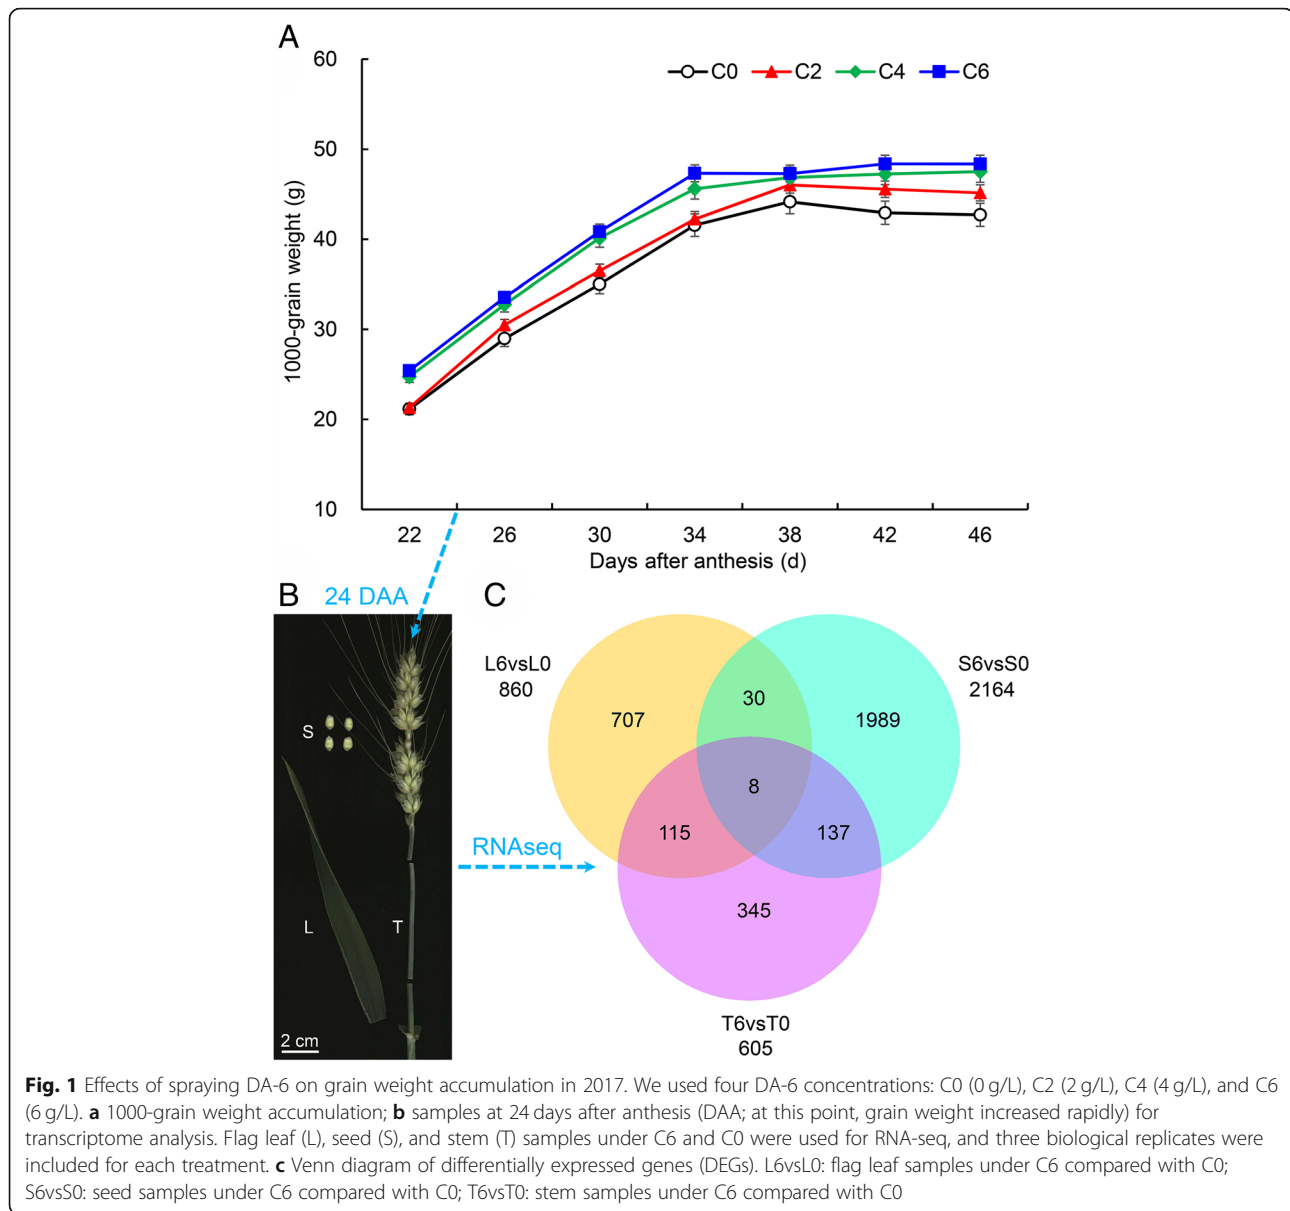 A
60
50
40
30
20
10
1000-grain weight (g)
C0 C2 C4 C6
22 26 30 34 38 42 46
Days after anthesis (d)
B
24 DAA
S
L
T
2 cm
RNAseq
C
L6vsL0
860
S6vsS0
2164
707
30
1989
8
115
137
345
T6vsT0
605
Fig. 1 Effects of spraying DA-6 on grain weight accumulation in 2017. We used four DA-6 concentrations: C0 (0 g/L), C2 (2 g/L), C4 (4 g/L), and C6
(6 g/L). a 1000-grain weight accumulation; b samples at 24 days after anthesis (DAA; at this point, grain weight increased rapidly) for
transcriptome analysis. Flag leaf (L), seed (S), and stem (T) samples under C6 and C0 were used for RNA-seq, and three biological replicates were
included for each treatment. c Venn diagram of differentially expressed genes (DEGs). L6vsL0: flag leaf samples under C6 compared with C0;
S6vsS0: seed samples under C6 compared with C0; T6vsT0: stem samples under C6 compared with C0